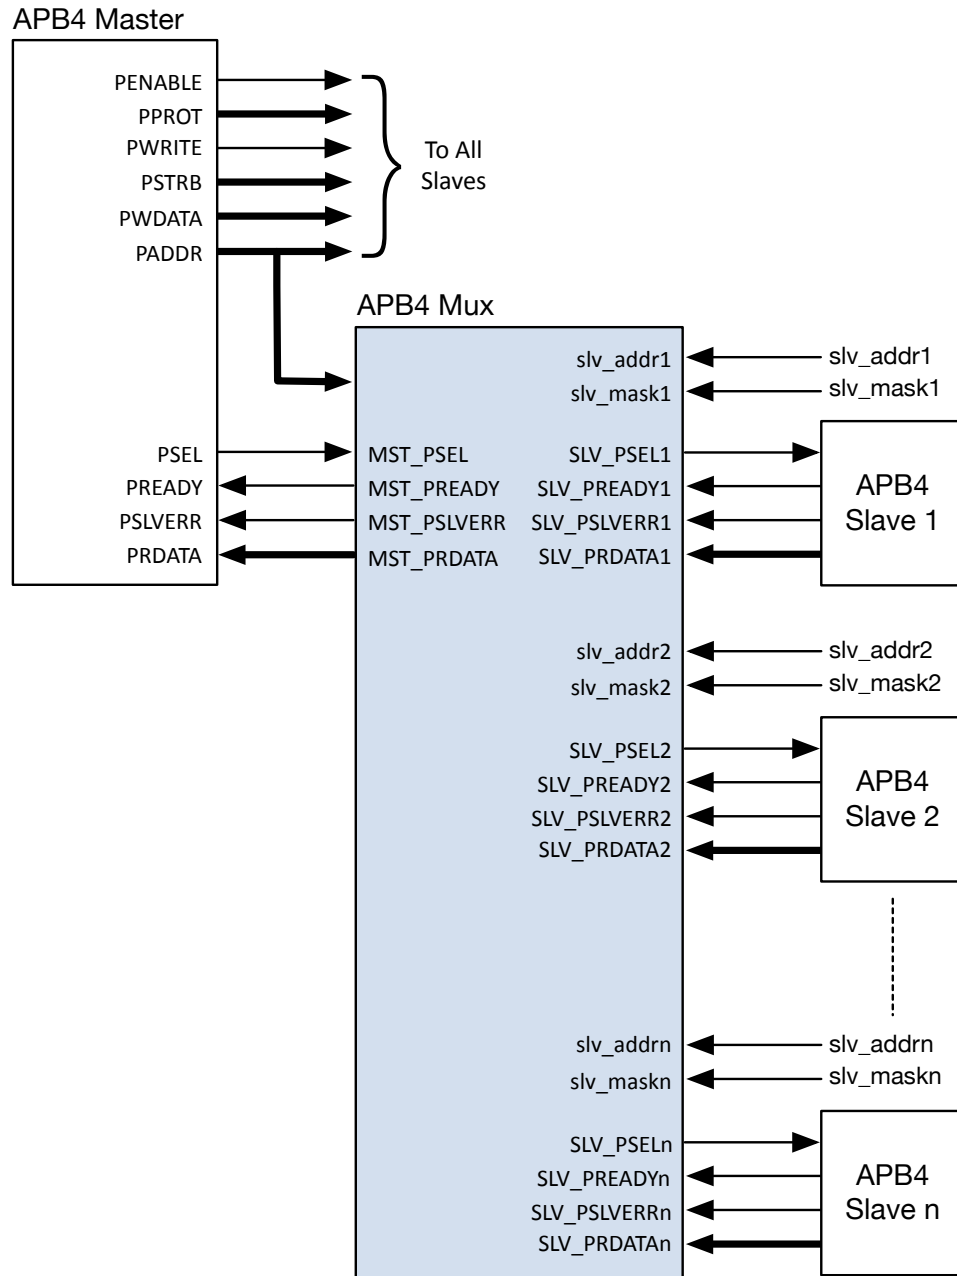 APB4 Master
PENABLE
PPROT
PWRITE
PSTRB
PWDATA
PADDR
To All
Slaves
APB4 Mux
slv_addr1
slv_addr1
slv_mask1
slv_mask1
PSEL
MST_PSEL
SLV_PSEL1
PREADY
MST_PREADY
SLV_PREADY1
PSLVERR
MST_PSLVERR
SLV_PSLVERR1
PRDATA
MST_PRDATA
SLV_PRDATA1
APB4
Slave 1
slv_addr2
slv_addr2
slv_mask2
slv_mask2
SLV_PSEL2
SLV_PREADY2
SLV_PSLVERR2
SLV_PRDATA2
APB4
Slave 2
slv_addrn
slv_addrn
slv_maskn
slv_maskn
SLV_PSELn
SLV_PREADYn
SLV_PSLVERRn
SLV_PRDATAn
APB4
Slave n